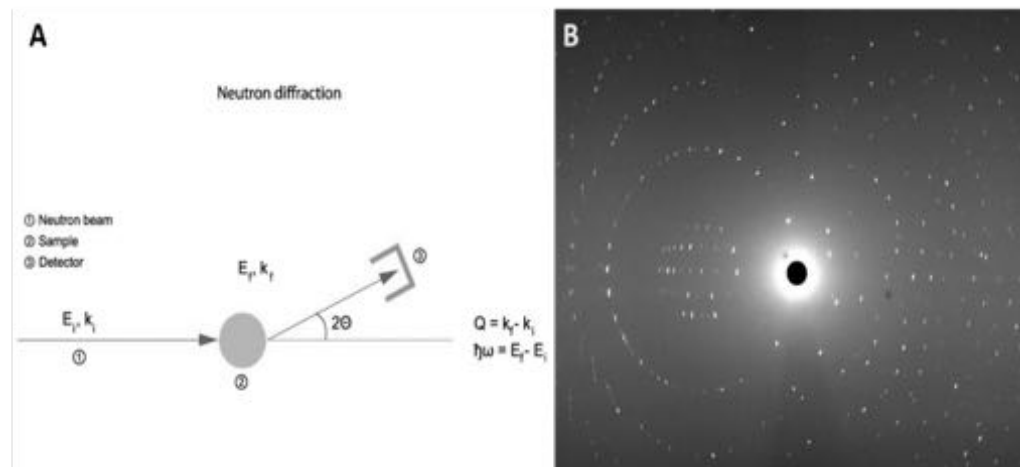 A
Neutron diffraction
① Neutron beam
② Sample
③ Detector
E_f, k_f
③
E_i, k_i
2Θ
①
②
Q = k_f - k_i
ħω = E_f - E_i
B